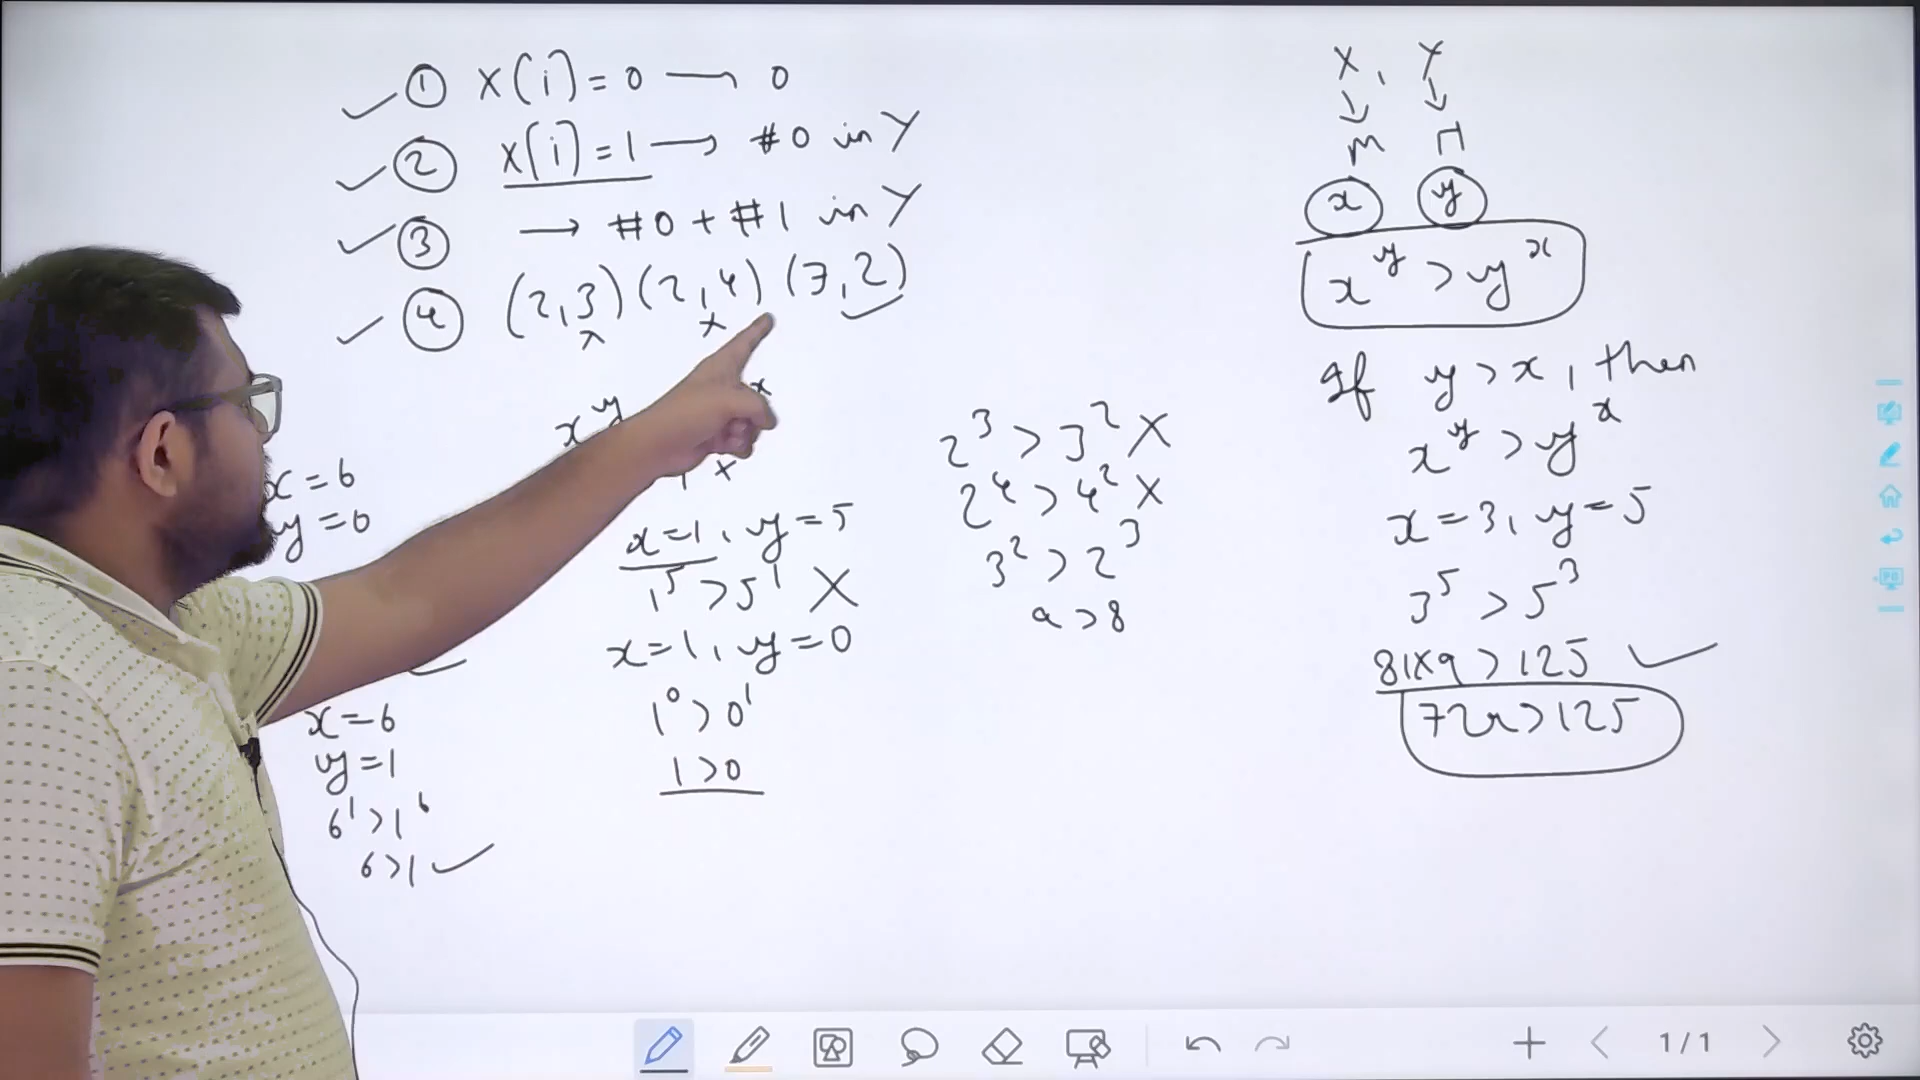 ① X[i]=0 → 0
② X[i]=1 → #0 in Y
③ → #0 + #1 in Y
④ (2,3) (2,4) (7,2)
x x
x^y
x
x=6
y=0
x=6
y=1
6^1>1^6
6>1 ✓
1 x
x=1, y=5
1^5>5^1 X
x=1, y=0
1^0>0^1
1>0
2^3>3^2 X
2^4>4^2 X
3^2>2^3
9>8
X, Y
↓ ↓
M N
x y
x^y>y^x
If y>x, then
x^y>y^x
x=3, y=5
3^5>5^3
81x9>125 ✓
729>125
1/1